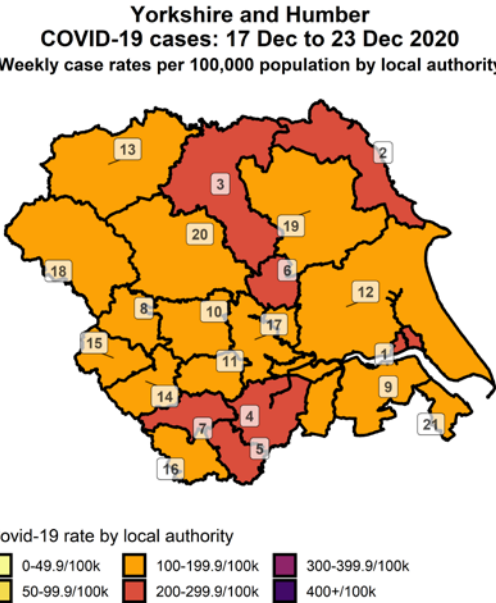 Yorkshire and Humber
COVID-19 cases: 17 Dec to 23 Dec 2020
Weekly case rates per 100,000 population by local authority
13
2
3
20
19
18
6
12
8
10
17
15
1
11
9
14
4
21
7
5
16
ovid-19 rate by local authority
0-49.9/100k
100-199.9/100k
300-399.9/100k
50-99.9/100k
200-299.9/100k
400+/100k